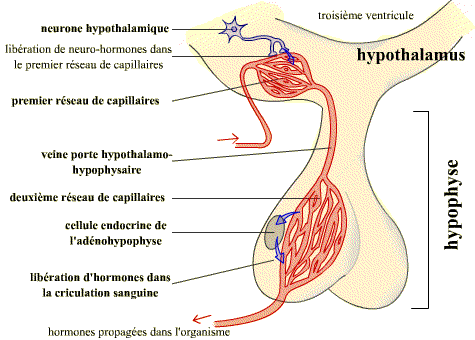 troisième ventricule
neurone hypothalamique
libération de neuro-hormones dans
le premier réseau de capillaires
hypothalamus
premier réseau de capillaires
veine porte hypothalamo-
hypophysaire
deuxième réseau de capillaires
cellule endocrine de
l'adénohypophyse
hypophyse
libération d'hormones dans
la criculation sanguine
hormones propagées dans l'organisme